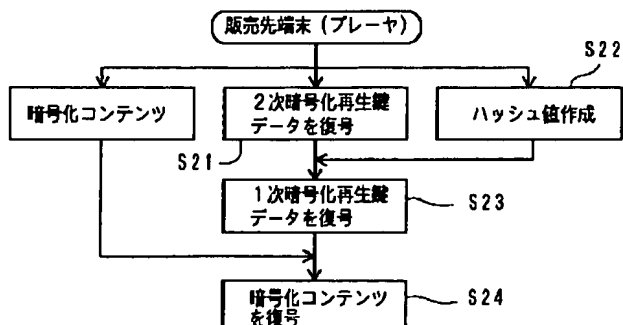 販売先端末(プレーヤ)
S22
暗号化コンテンツ
2次暗号化再生鍵
データを復号
ハッシュ値作成
S21
1次暗号化再生鍵
データを復号
S23
暗号化コンテンツ
を復号
S24